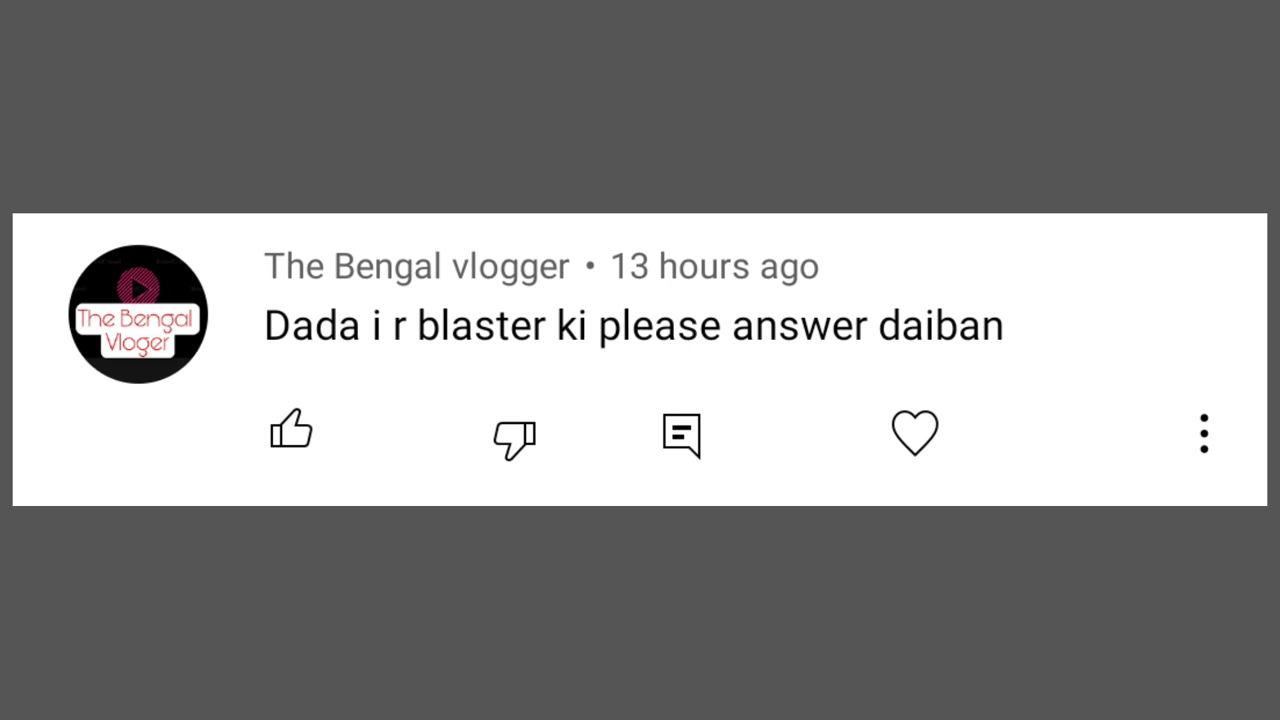 The Bengal vlogger • 13 hours ago
Dada i r blaster ki please answer daiban
The Bengal
Vloger